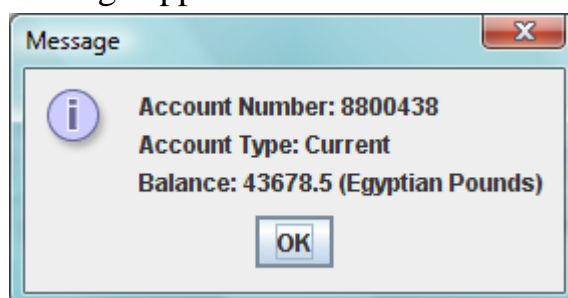 Message
Account Number: 8800438
Account Type: Current
Balance: 43678.5 (Egyptian Pounds)
OK